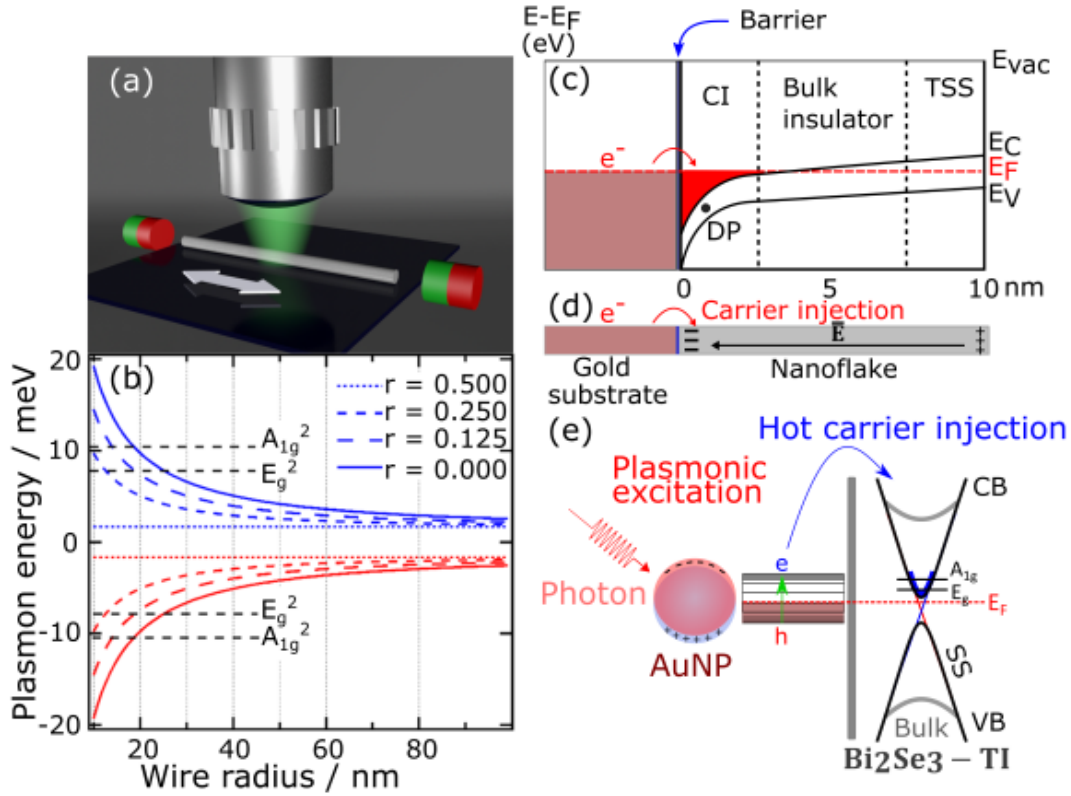 (a)
(b)
20
10
0
-10
-20
Plasmon energy / meV
r = 0.500
r = 0.250
r = 0.125
r = 0.000
A1g2
Eg2
Eg2
A1g2
20 40 60 80
Wire radius / nm
E-EF
(eV)
Barrier
(c)
CI
Bulk
insulator
TSS
Evac
EC
EF
EV
e-
DP
0 5 10 nm
(d)
e-
Carrier injection
E
Gold
substrate
Nanoflake
(e)
Hot carrier injection
Plasmonic
excitation
Photon
AuNP
e
h
CB
A1g
Eg
EF
SS
VB
Bulk
Bi2Se3 − TI